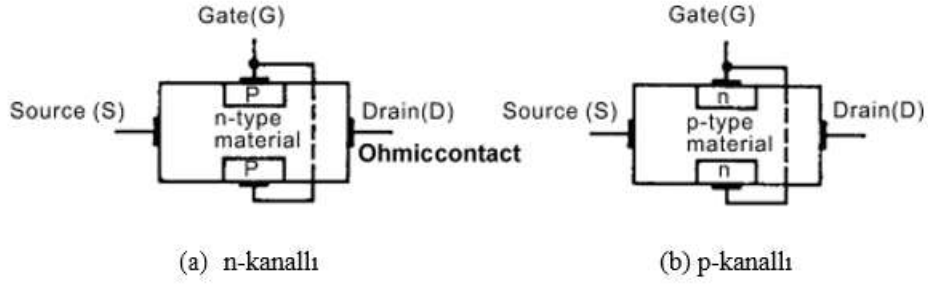 Gate(G)
P
Source (S)
n-type
material
Drain(D)
Ohmiccontact
P
(a) n-kanallı
Gate(G)
n
Source (S)
p-type
material
Drain(D)
n
(b) p-kanallı